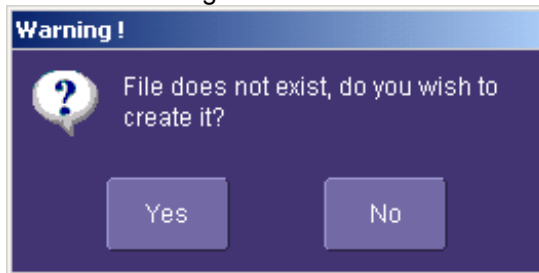 Warning !
File does not exist, do you wish to
create it?
Yes
No